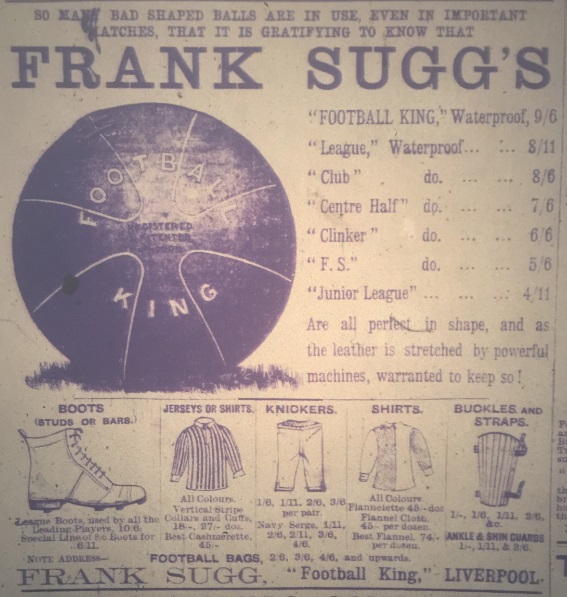 SO MANY BAD SHAPED BALLS ARE IN USE, EVEN IN IMPORTANT
MATCHES, THAT IT IS GRATIFYING TO KNOW THAT
FRANK SUGG'S
FOOTBALL
REGISTERED
KING
"FOOTBALL KING," Waterproof, 9/6
"League," Waterproof... ... 8/11
"Club" do. ... ... 8/6
"Centre Half" do. ... ... 7/6
"Clinker" do. ... ... 6/6
"F. S." do. ... ... 5/6
"Junior League" ... ... ... 4/11
Are all perfect in shape, and as
the leather is stretched by powerful
machines, warranted to keep so!
BOOTS
(STUDS OR BARS.)
League Boots, used by all the
Leading Players, 10/6.
Special Line of Boots for
6/11.
JERSEYS OR SHIRTS.
All Colours.
Vertical Stripe
Collars and Cuffs,
18/-, 27/- doz.
Best Cashmerette,
45/-
KNICKERS.
1/6, 1/11, 2/6, 3/6,
per pair.
Navy Serge, 1/11,
2/6, 2/11, 3/6,
4/6.
SHIRTS.
All Colours.
Flannelette doz
Flannel Cloth,
45/- per dozen.
Best Flannel, 74/-
per dozen.
BUCKLES AND
STRAPS.
1/-, 1/6, 1/11, 2/6,
&c.
ANKLE & SHIN GUARDS
1/-, 1/11, & 2/6.
FOOTBALL BAGS, 2/6, 3/6, 4/6, and upwards.
NOTE ADDRESS—
FRANK SUGG, "Football King," LIVERPOOL.